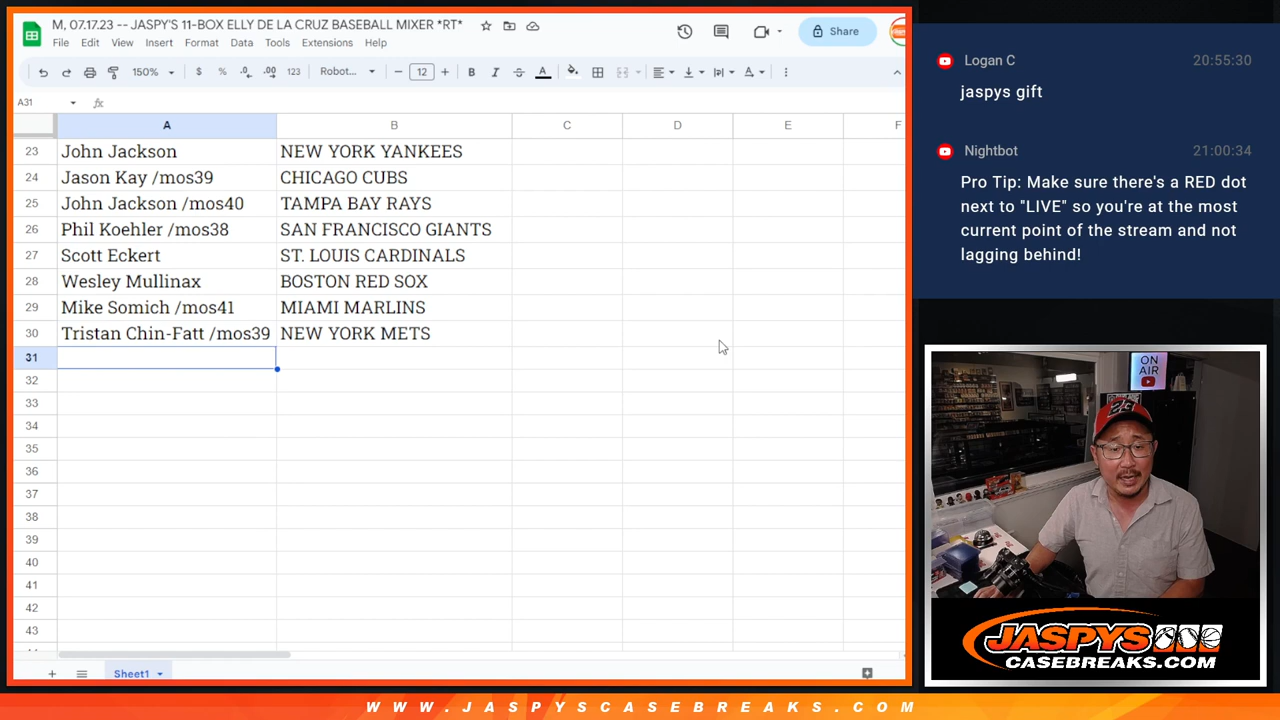 M, 07.17.23 -- JASPY'S 11-BOX ELLY DE LA CRUZ BASEBALL MIXER *RT*
File Edit View Insert Format Data Tools Extensions Help
Share
150% $ % .0 .00 123 Robot... 12 B I S A
A31 fx
A B C D E F
23 John Jackson NEW YORK YANKEES
24 Jason Kay /mos39 CHICAGO CUBS
25 John Jackson /mos40 TAMPA BAY RAYS
26 Phil Koehler /mos38 SAN FRANCISCO GIANTS
27 Scott Eckert ST. LOUIS CARDINALS
28 Wesley Mullinax BOSTON RED SOX
29 Mike Somich /mos41 MIAMI MARLINS
30 Tristan Chin-Fatt /mos39 NEW YORK METS
31
32
33
34
35
36
37
38
39
40
41
42
43
Sheet1
Logan C 20:55:30
jaspys gift
Nightbot 21:00:34
Pro Tip: Make sure there's a RED dot
next to "LIVE" so you're at the most
current point of the stream and not
lagging behind!
ON
AIR
23
JASPYS
CASEBREAKS.COM
WWW.JASPYSCASEBREAKS.COM